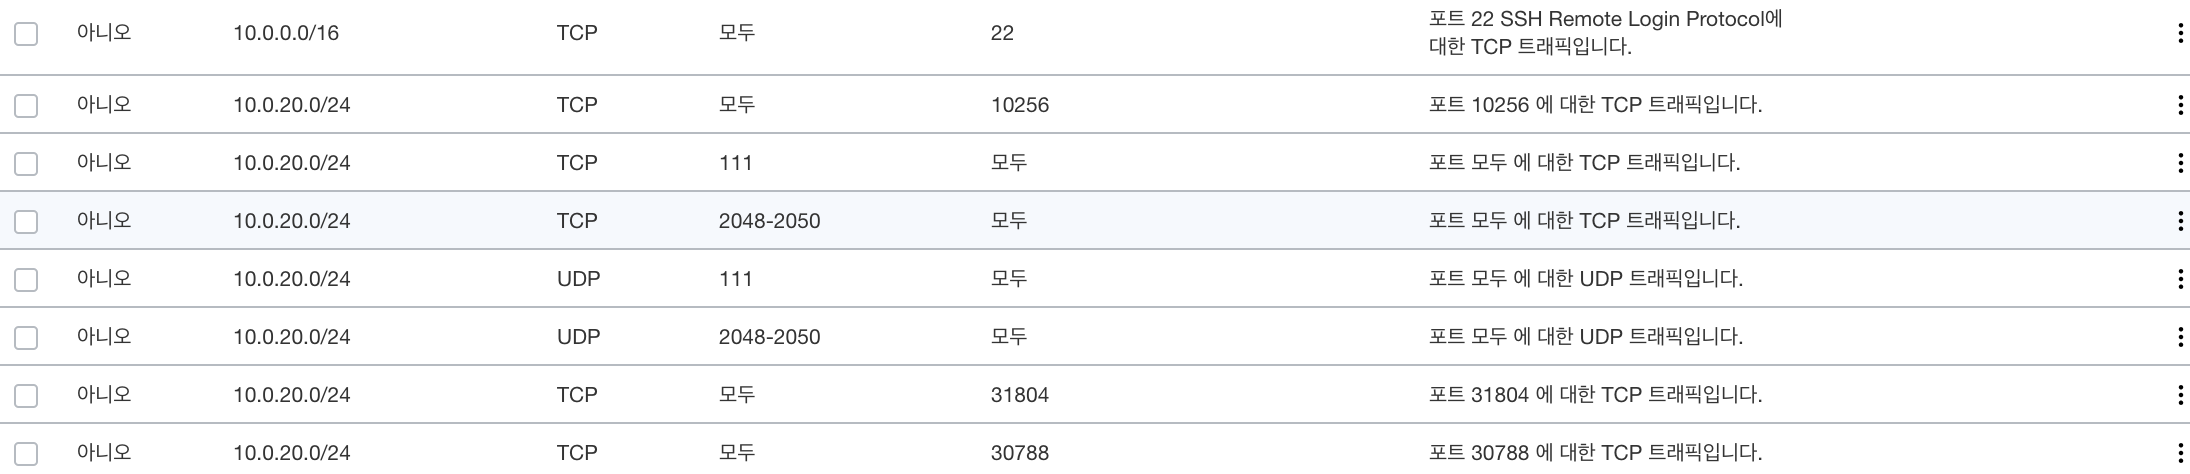 아니오 10.0.0.0/16 TCP 모두 22 포트 22 SSH Remote Login Protocol에
대한 TCP 트래픽입니다.
아니오 10.0.20.0/24 TCP 모두 10256 포트 10256 에 대한 TCP 트래픽입니다.
아니오 10.0.20.0/24 TCP 111 모두 포트 모두 에 대한 TCP 트래픽입니다.
아니오 10.0.20.0/24 TCP 2048-2050 모두 포트 모두 에 대한 TCP 트래픽입니다.
아니오 10.0.20.0/24 UDP 111 모두 포트 모두 에 대한 UDP 트래픽입니다.
아니오 10.0.20.0/24 UDP 2048-2050 모두 포트 모두 에 대한 UDP 트래픽입니다.
아니오 10.0.20.0/24 TCP 모두 31804 포트 31804 에 대한 TCP 트래픽입니다.
아니오 10.0.20.0/24 TCP 모두 30788 포트 30788 에 대한 TCP 트래픽입니다.